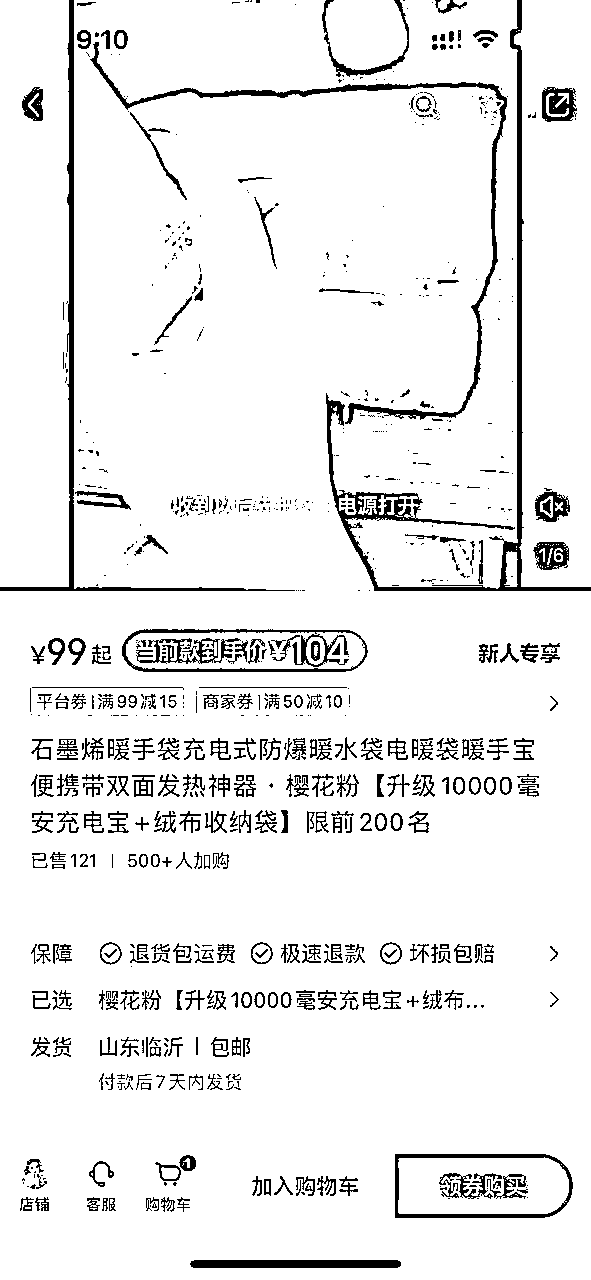 9:10
收到以后 电源打开
1/6
¥99起 当前款到手价¥104 新人专享
平台券|满99减15 商家券|满50减10
石墨烯暖手袋充电式防爆暖水袋电暖袋暖手宝
便携带双面发热神器·樱花粉【升级10000毫
安充电宝+绒布收纳袋】限前200名
已售121 | 500+人加购
保障 退货包运费 极速退款 坏损包赔
已选 樱花粉【升级10000毫安充电宝+绒布...
发货 山东临沂 | 包邮
付款后7天内发货
1
店铺 客服 购物车 加入购物车 领券购买